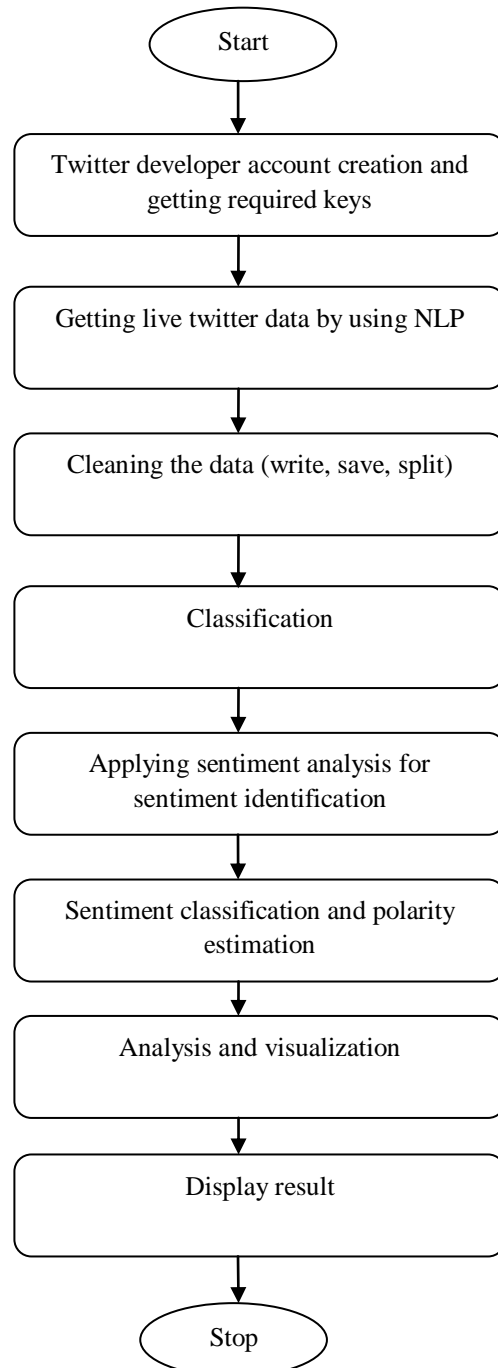 Start
Twitter developer account creation and
getting required keys
Getting live twitter data by using NLP
Cleaning the data (write, save, split)
Classification
Applying sentiment analysis for
sentiment identification
Sentiment classification and polarity
estimation
Analysis and visualization
Display result
Stop